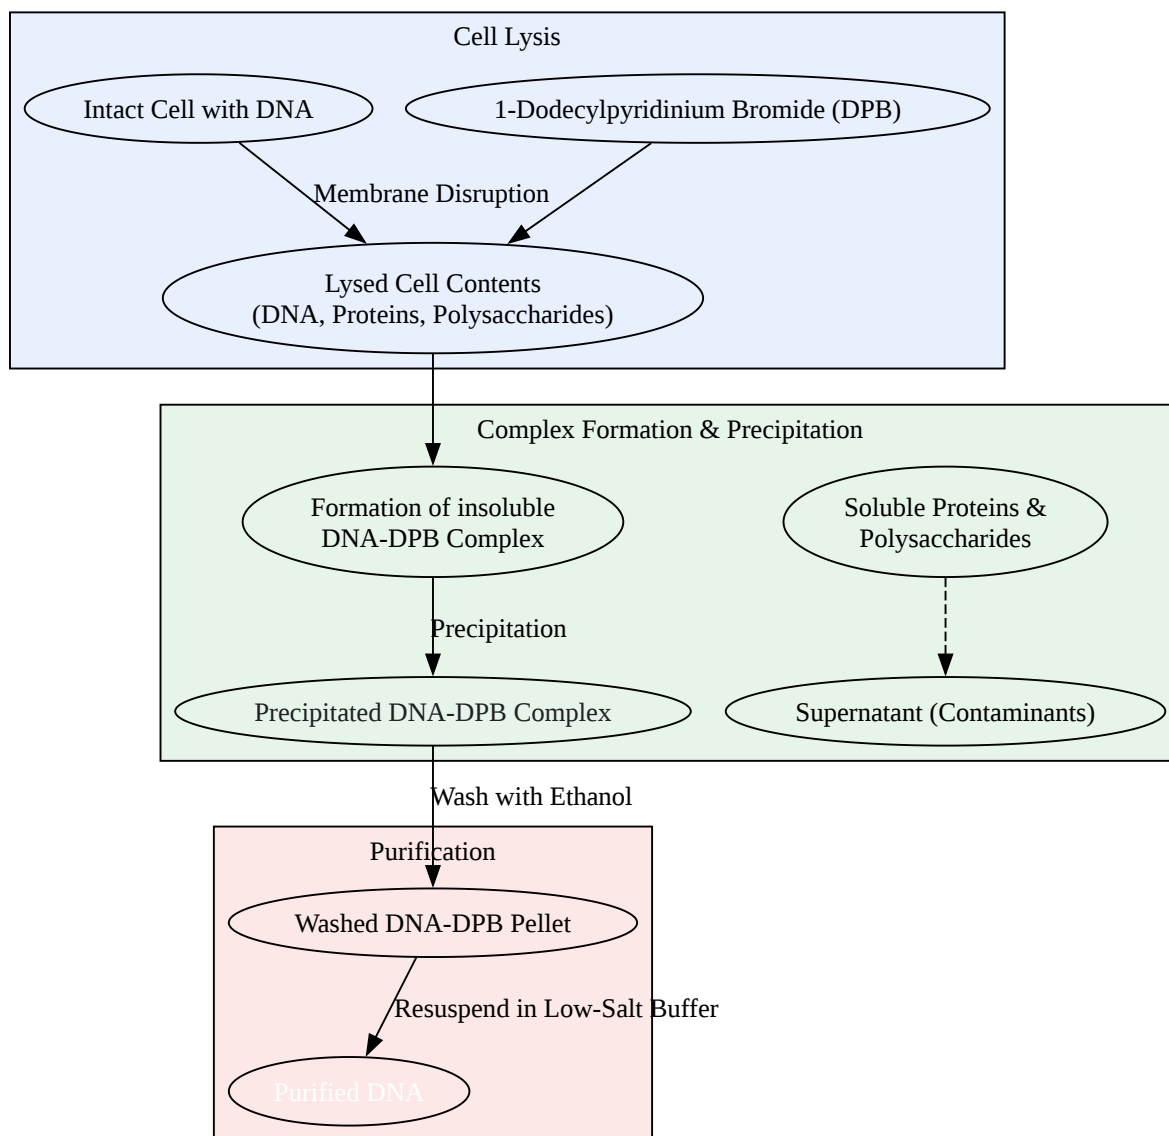 Cell Lysis
Intact Cell with DNA
1-Dodecylpyridinium Bromide (DPB)
Membrane Disruption
Lysed Cell Contents
(DNA, Proteins, Polysaccharides)
Complex Formation & Precipitation
Formation of insoluble
DNA-DPB Complex
Soluble Proteins &
Polysaccharides
Precipitation
Precipitated DNA-DPB Complex
Supernatant (Contaminants)
Wash with Ethanol
Purification
Washed DNA-DPB Pellet
Resuspend in Low-Salt Buffer
Purified DNA